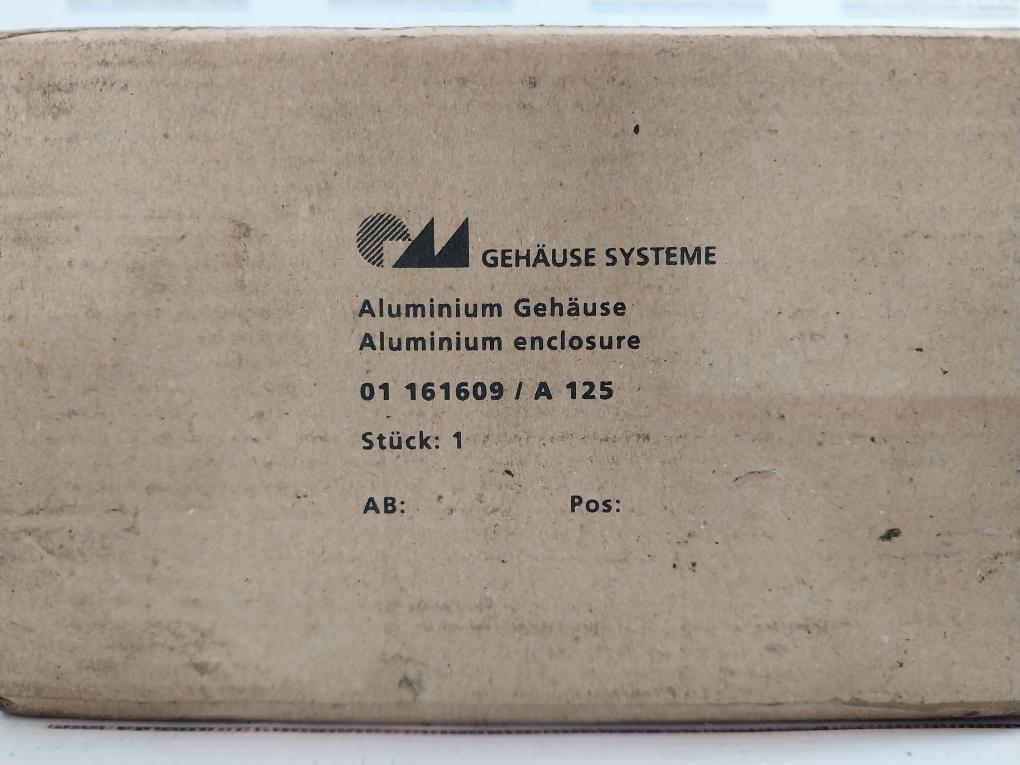 GEHÄUSE SYSTEME
Aluminium Gehäuse
Aluminium enclosure
01 161609 / A 125
Stück: 1
AB: Pos: